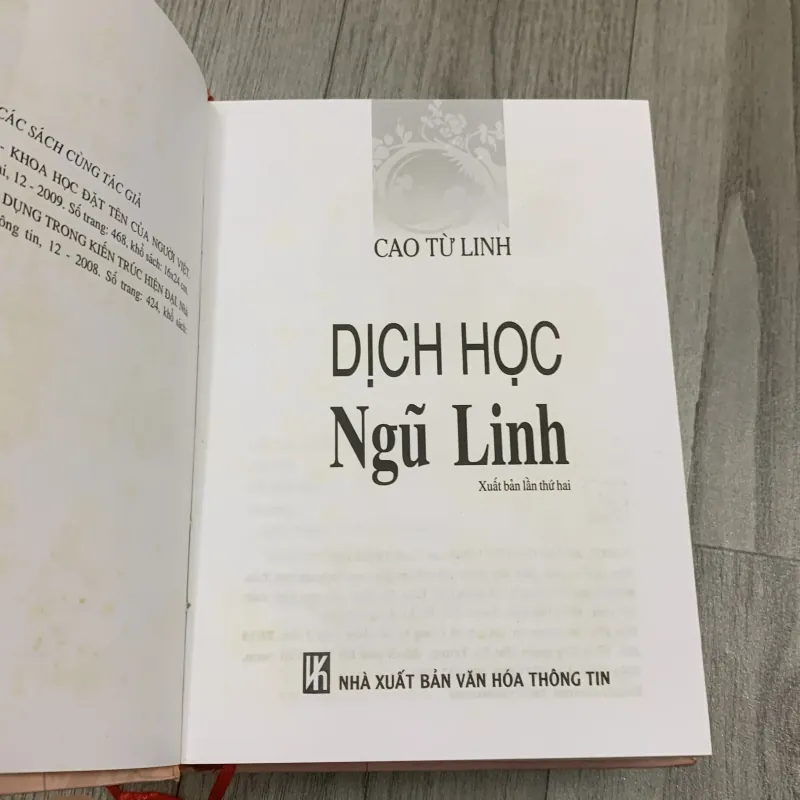 CÁC SÁCH CÙNG TÁC GIẢ
- KHOA HỌC ĐẶT TÊN CỦA NGƯỜI VIỆT.
12 - 2009. Số trang: 468, khổ sách: 16x24 cm.
DỤNG TRONG KIẾN TRÚC HIỆN ĐẠI, Nhà
tin, 12 - 2008. Số trang: 424, khổ sách:
CAO TỪ LINH
DỊCH HỌC
Ngũ Linh
Xuất bản lần thứ hai
NHÀ XUẤT BẢN VĂN HÓA THÔNG TIN